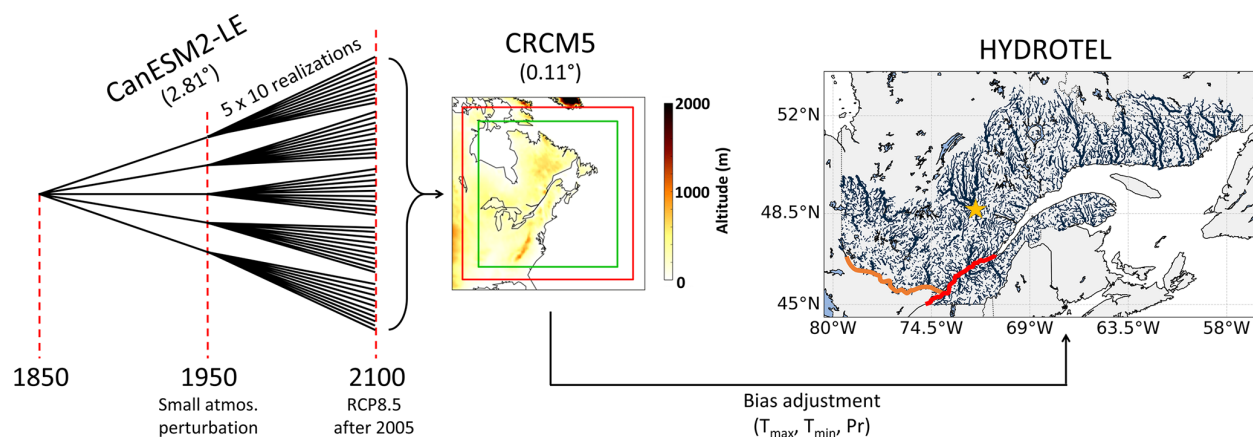 CanESM2-LE
(2.81°)
5 x 10 realizations
1850
1950
Small atmos.
perturbation
2100
RCP8.5
after 2005
CRCM5
(0.11°)
2000
1000
0
Altitude (m)
Bias adjustment
(Tmax, Tmin, Pr)
HYDROTEL
52°N
48.5°N
45°N
80°W
74.5°W
69°W
63.5°W
58°W